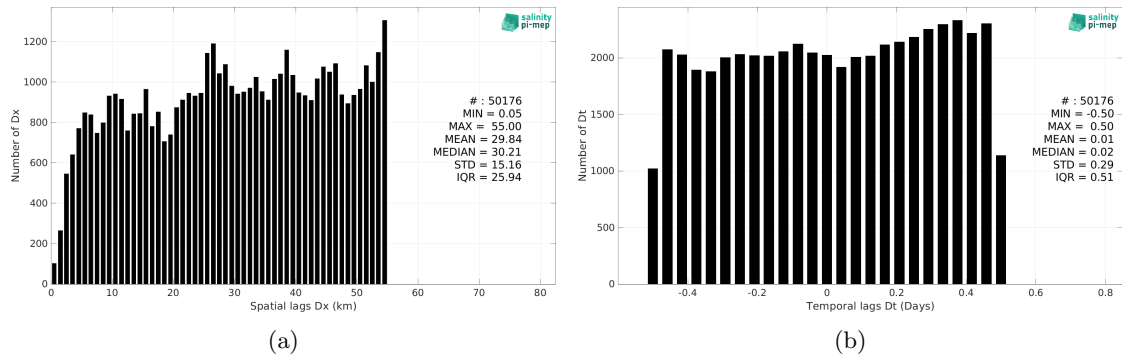 1200
1000
800
600
400
200
0
Number of Dx
0 10 20 30 40 50 60 70 80
Spatial lags Dx (km)
salinity
pi-mep
# : 50176
MIN = 0.05
MAX = 55.00
MEAN = 29.84
MEDIAN = 30.21
STD = 15.16
IQR = 25.94
(a)
2000
1500
1000
500
0
Number of Dt
-0.4 -0.2 0 0.2 0.4 0.6 0.8
Temporal lags Dt (Days)
salinity
pi-mep
# : 50176
MIN = -0.50
MAX = 0.50
MEAN = 0.01
MEDIAN = 0.02
STD = 0.29
IQR = 0.51
(b)